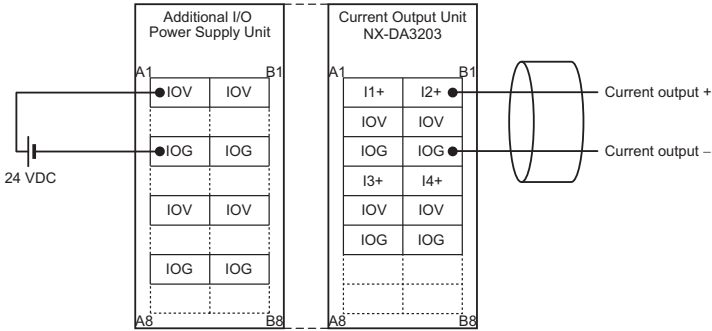 Additional I/O
Power Supply Unit
Current Output Unit
NX-DA3203
A1 B1 A1 B1
IOV IOV I1+ I2+ Current output +
IOV IOV
IOG IOG IOG IOG Current output –
24 VDC I3+ I4+
IOV IOV IOV IOV
IOG IOG
IOG IOG
A8 B8 A8 B8